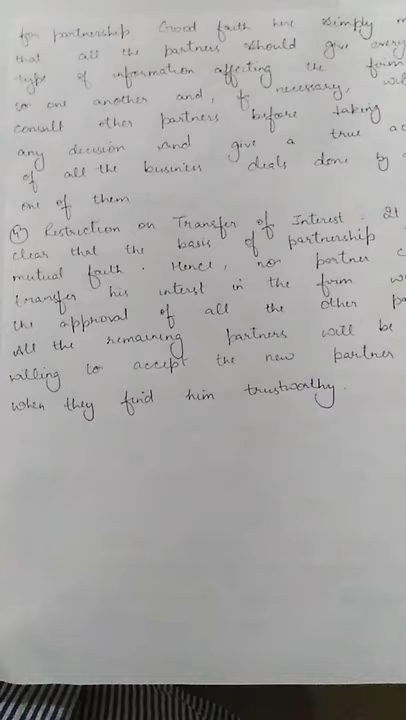 for partnership Good faith here simply
that all the partners should give every
type of information affecting the firm
to one another and, if necessary,
consult other partners before taking
any decision and give a true
of all the business deals done by
one of them
9 Restriction on Transfer of Interest.
clear that the basis of partnership
mutual faith. Hence, no partner
transfer his interst in the firm
the approval of all the other
All the remaining partners will be
willing to accept the new partner
when they find him trustworthy.